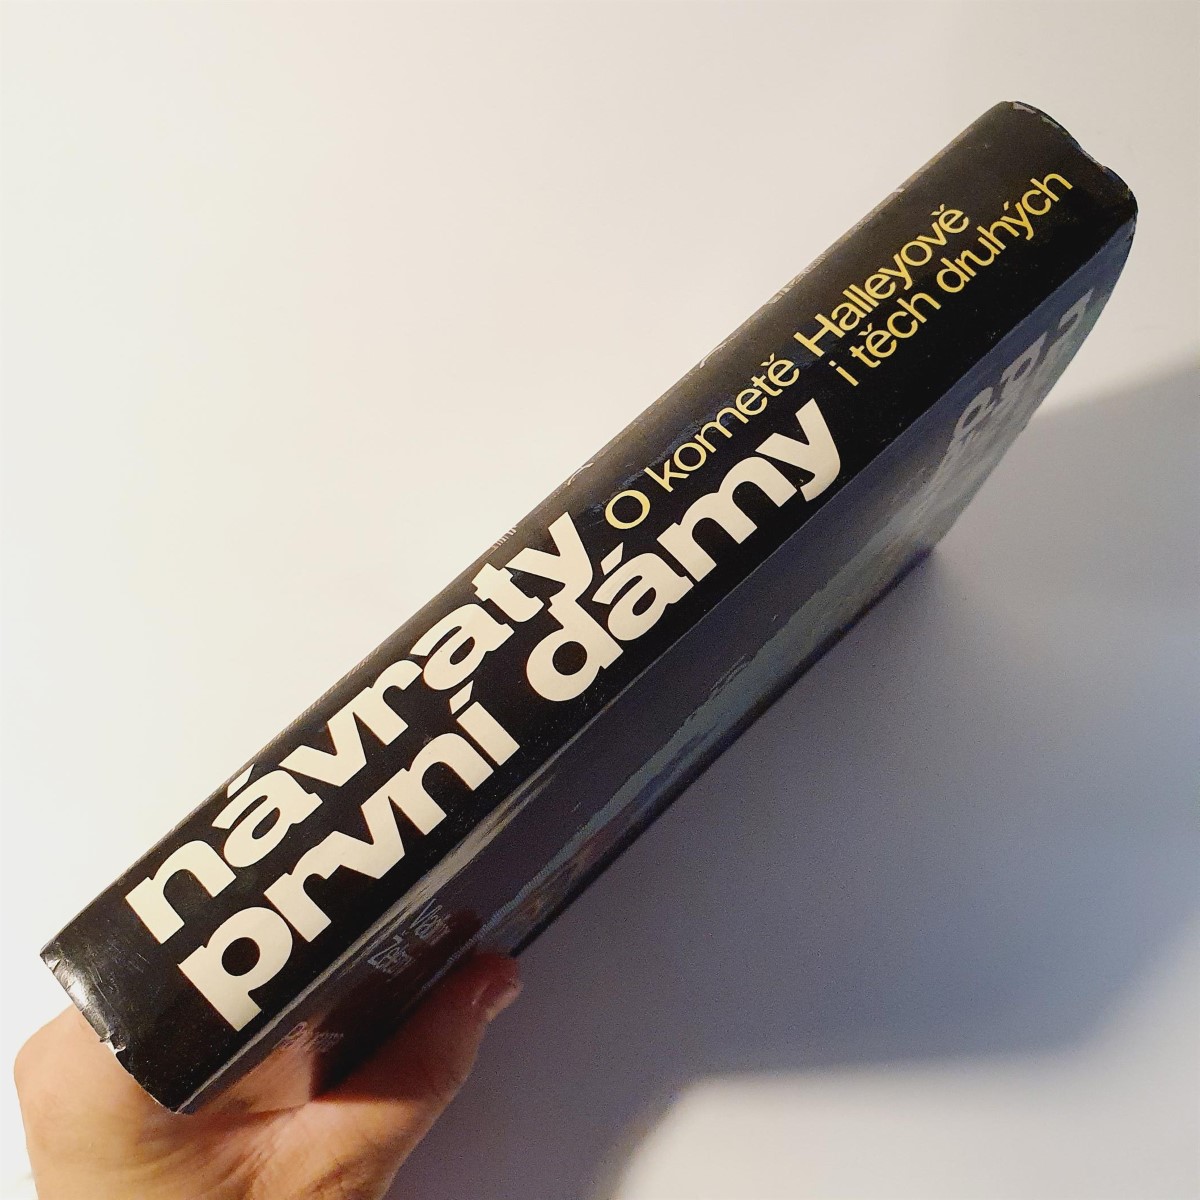 návraty
první dámy
O kometě Halleyově
i těch druhých